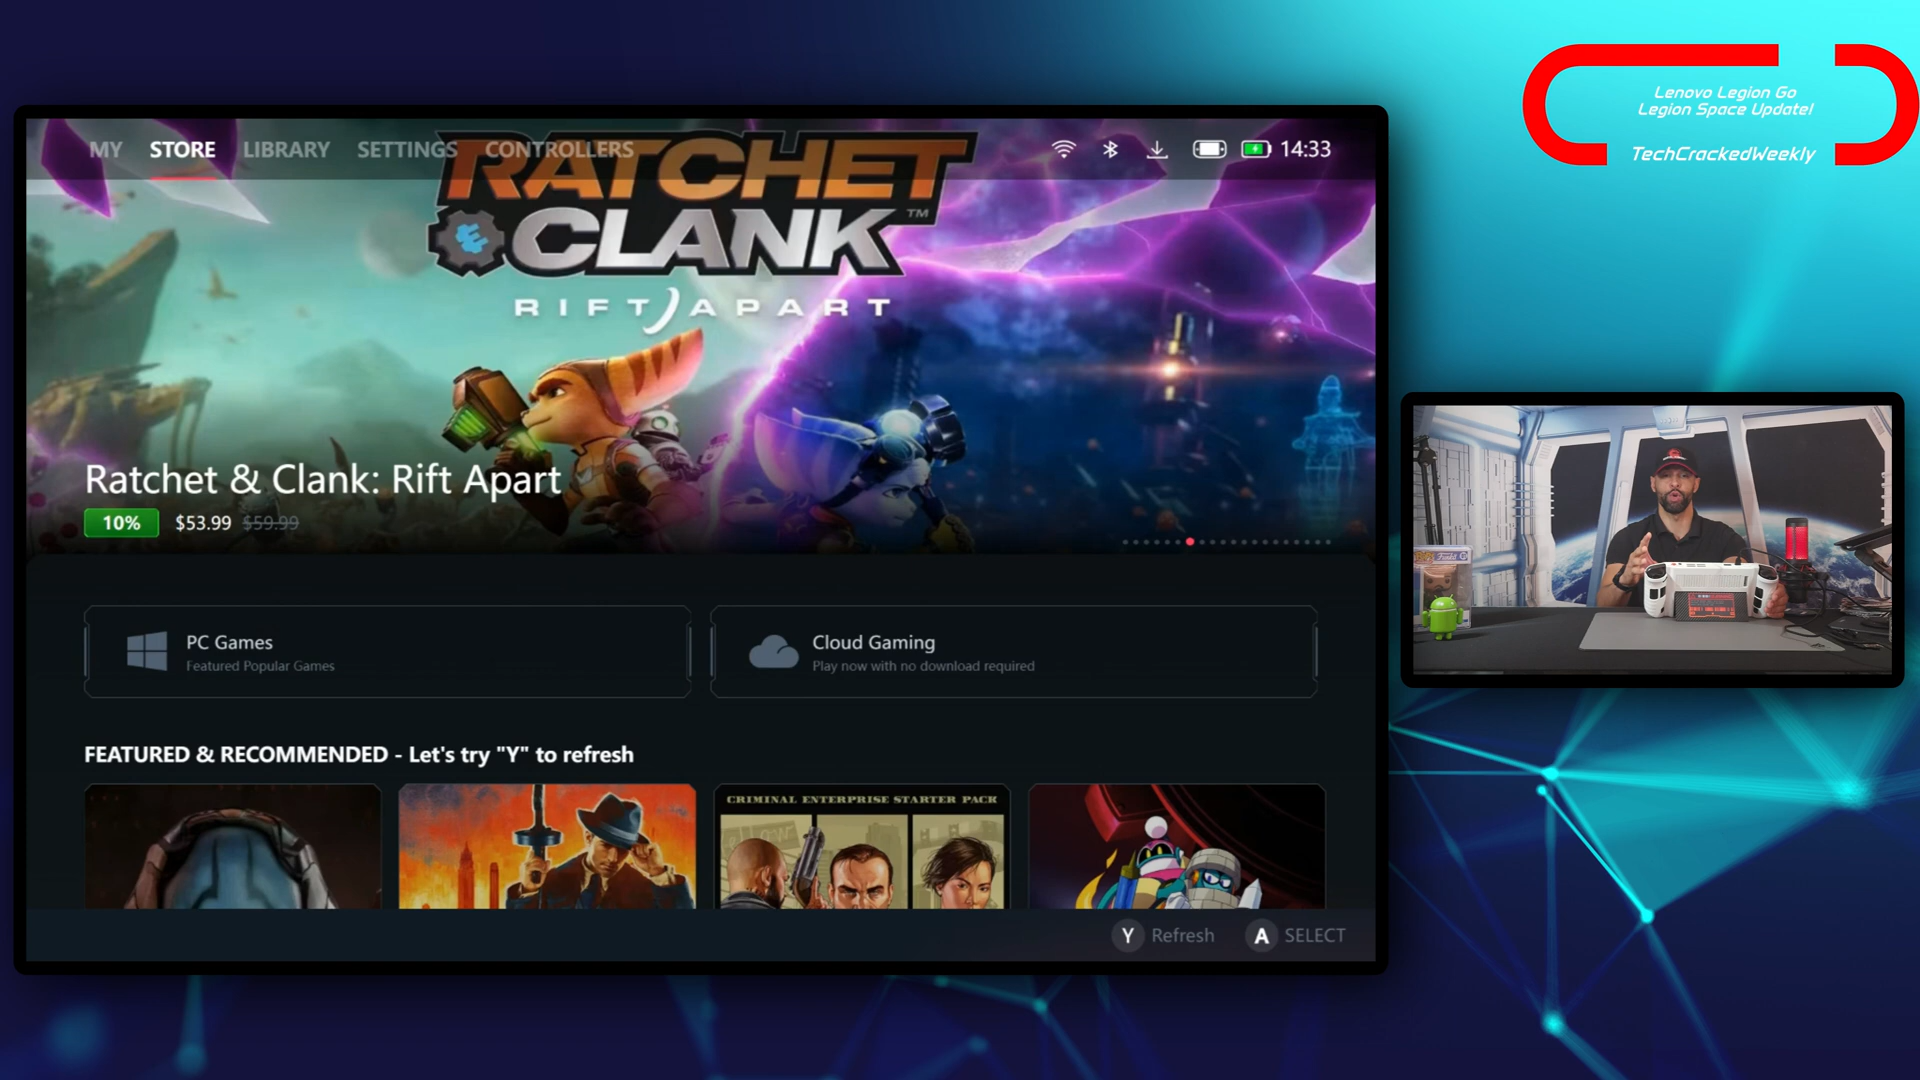 Lenovo Legion Go
Legion Space Update!
TechCrackedWeekly
MY STORE LIBRARY SETTINGS CONTROLLERS 14:33
RATCHET
CLANK™
RIFT APART
Ratchet & Clank: Rift Apart
10% $53.99 $59.99
PC Games
Featured Popular Games
Cloud Gaming
Play now with no download required
FEATURED & RECOMMENDED - Let's try "Y" to refresh
CRIMINAL ENTERPRISE STARTER PACK
Y Refresh A SELECT
Funko